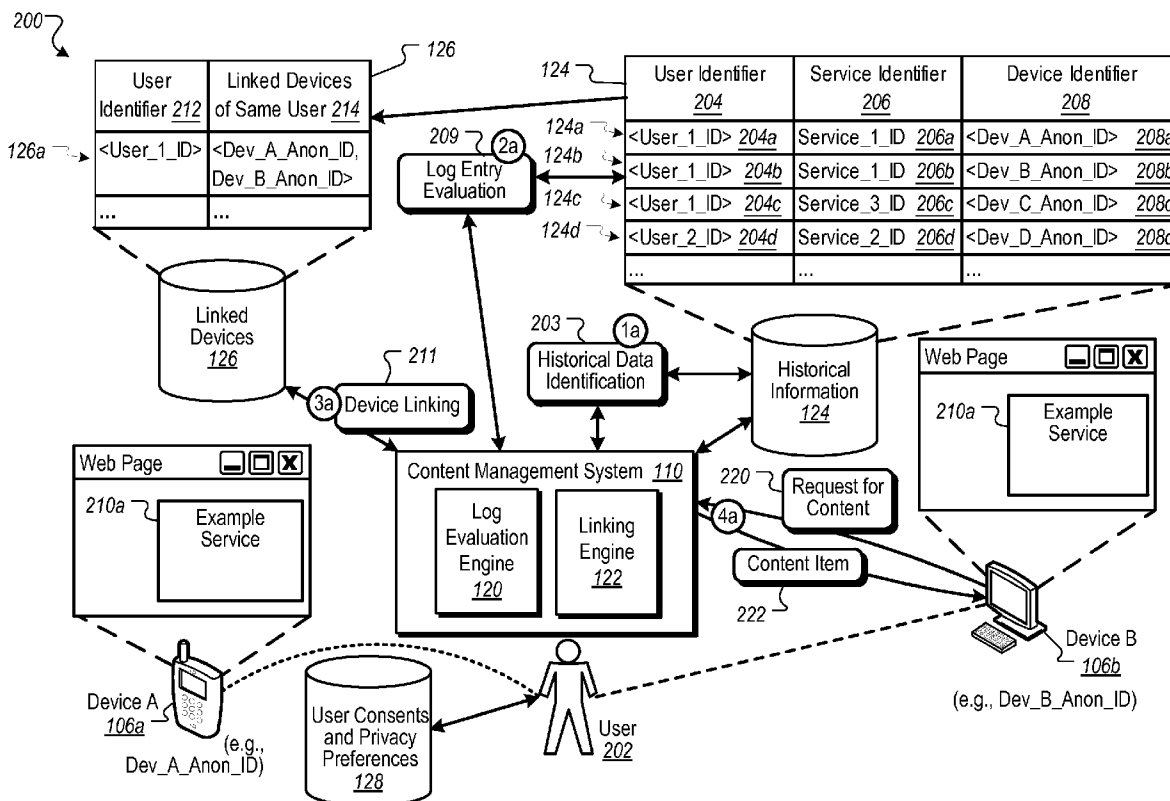 200
126
User
Identifier 212
Linked Devices
of Same User 214
126a
<User_1_ID>
<Dev_A_Anon_ID,
Dev_B_Anon_ID>
...
...
209
2a
Log Entry
Evaluation
124
User Identifier
204
Service Identifier
206
Device Identifier
208
124a
<User_1_ID> 204a
Service_1_ID 206a
<Dev_A_Anon_ID> 208a
124b
<User_1_ID> 204b
Service_1_ID 206b
<Dev_B_Anon_ID> 208b
124c
<User_1_ID> 204c
Service_3_ID 206c
<Dev_C_Anon_ID> 208c
124d
<User_2_ID> 204d
Service_2_ID 206d
<Dev_D_Anon_ID> 208d
...
...
...
Linked
Devices
126
203
1a
Historical Data
Identification
Historical
Information
124
211
3a
Device Linking
Web Page
X
210a
Example
Service
Web Page
X
210a
Example
Service
Content Management System 110
Log
Evaluation
Engine
120
Linking
Engine
122
220
Request for
Content
4a
Content Item
222
Device A
106a
(e.g.,
Dev_A_Anon_ID)
User Consents
and Privacy
Preferences
128
User
202
Device B
106b
(e.g., Dev_B_Anon_ID)